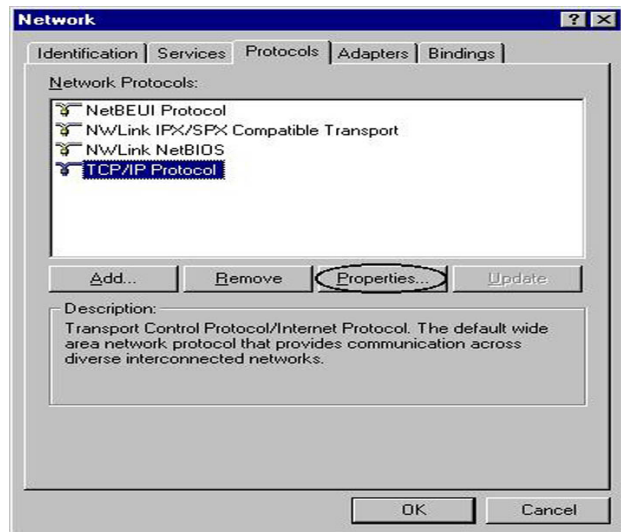 Network
Identification Services Protocols Adapters Bindings
Network Protocols:
NetBEUI Protocol
NWLink IPX/SPX Compatible Transport
NWLink NetBIOS
TCP/IP Protocol
Add... Remove Properties... Update
Description:
Transport Control Protocol/Internet Protocol. The default wide
area network protocol that provides communication across
diverse interconnected networks.
OK Cancel